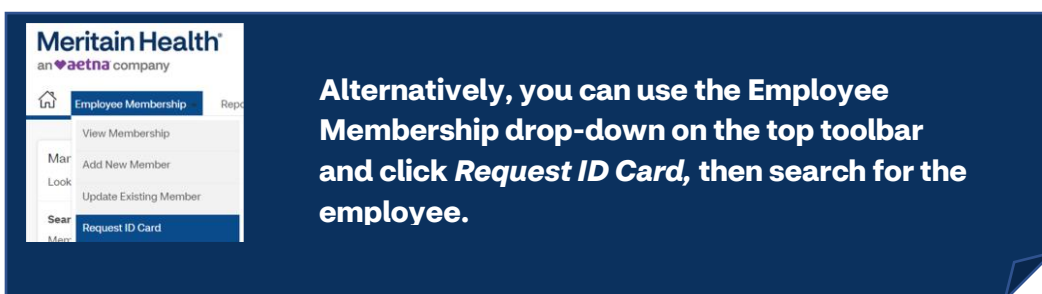 Meritain Health®
an aetna company
Employee Membership
View Membership
Add New Member
Update Existing Member
Request ID Card
Alternatively, you can use the Employee
Membership drop-down on the top toolbar
and click Request ID Card, then search for the
employee.